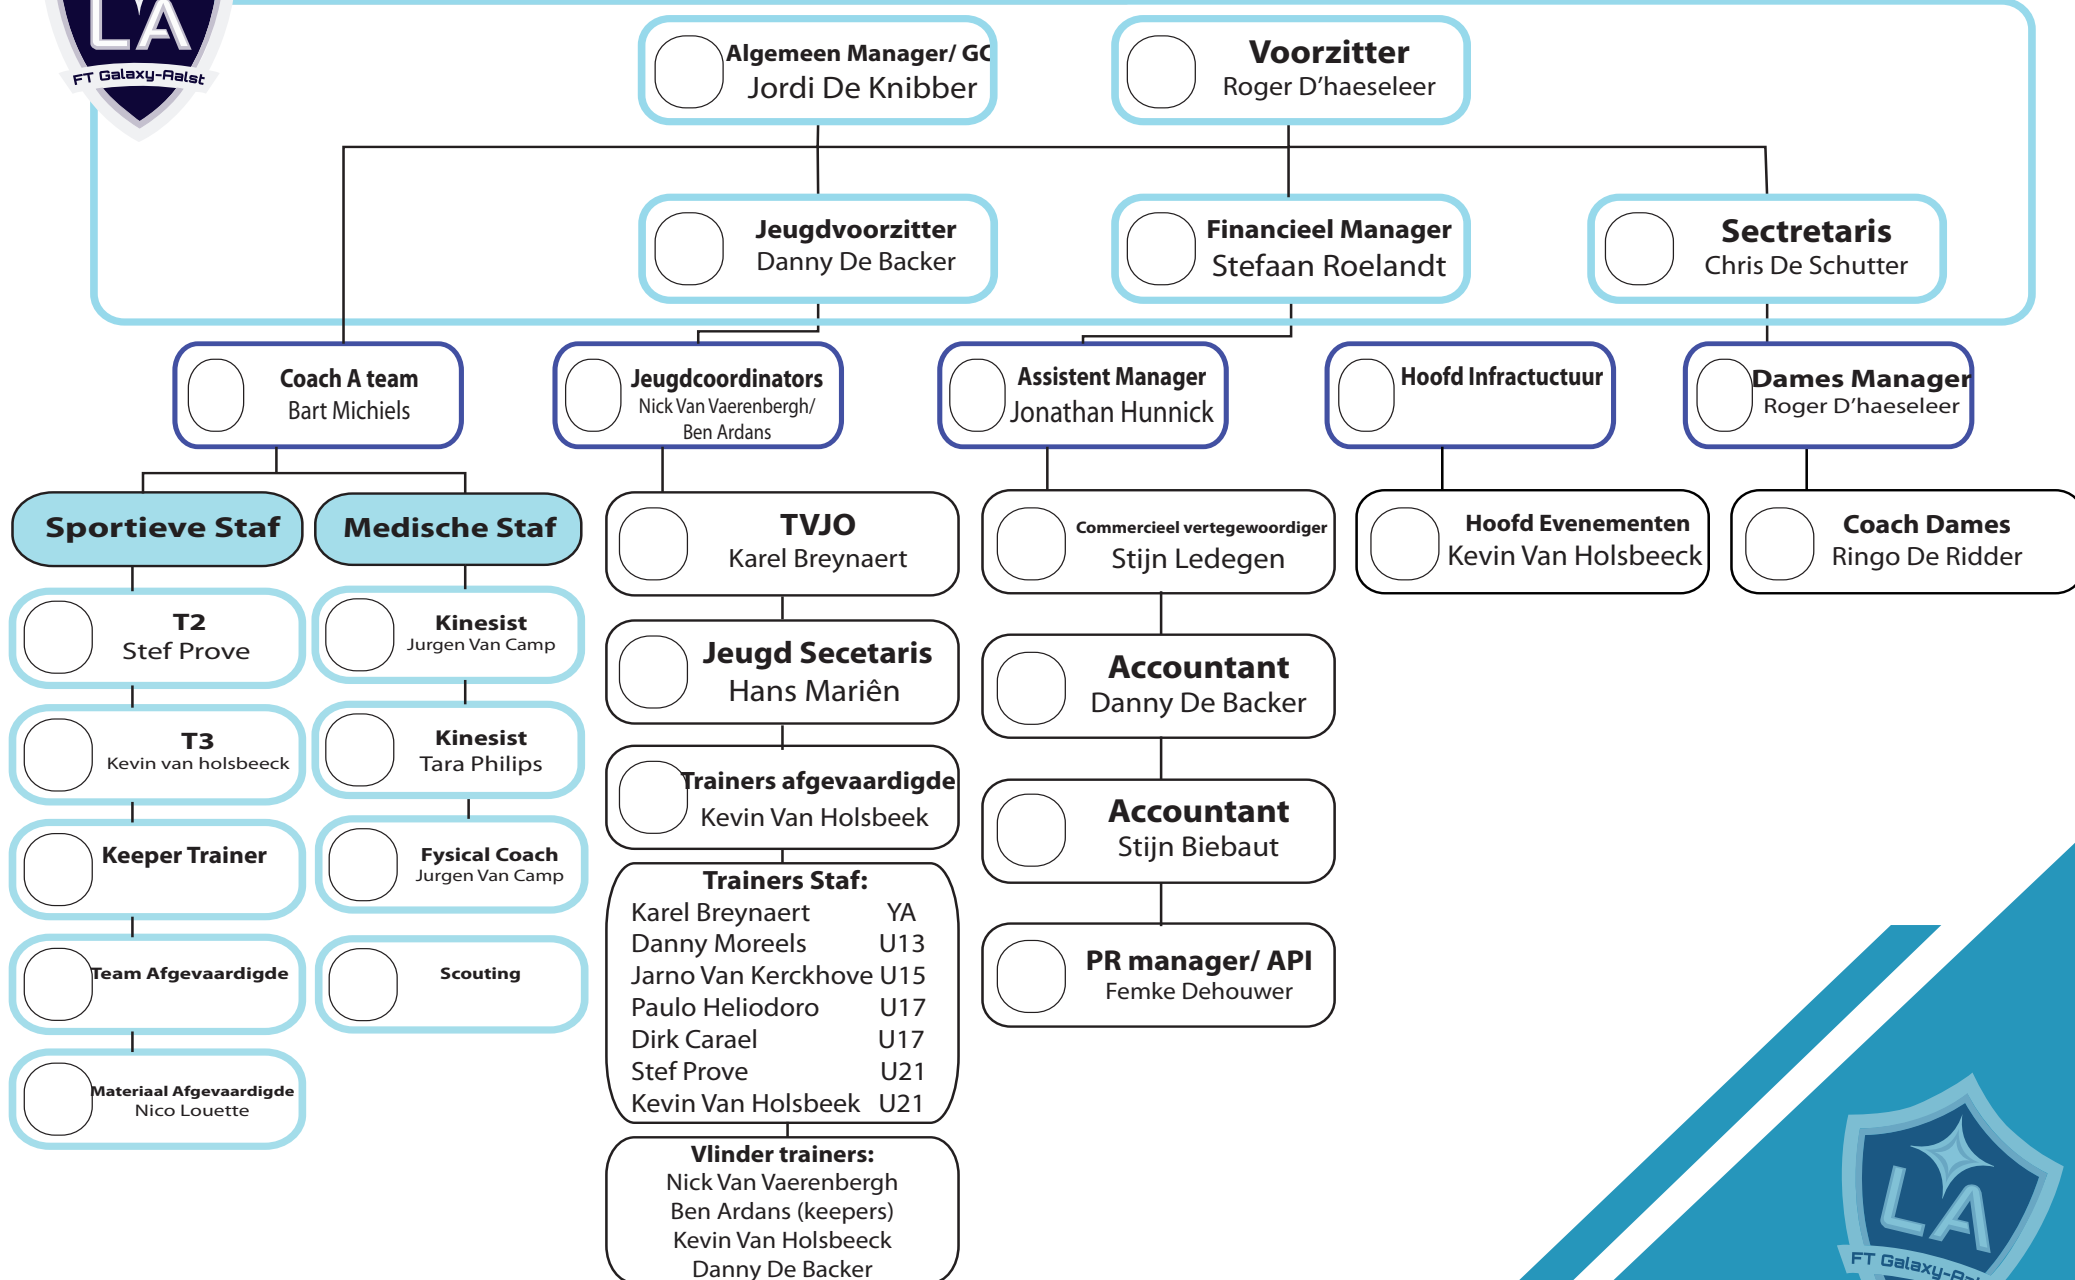 LA
FT Galaxy-Aalst
Algemeen Manager/ GC
Jordi De Knibber
Voorzitter
Roger D'haeseleer
Jeugdvoorzitter
Danny De Backer
Financieel Manager
Stefaan Roelandt
Sectretaris
Chris De Schutter
Coach A team
Bart Michiels
Jeugdcoordinators
Nick Van Vaerenbergh/
Ben Ardans
Assistent Manager
Jonathan Hunnick
Hoofd Infractuctuur
Dames Manager
Roger D'haeseleer
Sportieve Staf
Medische Staf
TVJO
Karel Breynaert
Commercieel vertegewoordiger
Stijn Ledegen
Hoofd Evenementen
Kevin Van Holsbeeck
Coach Dames
Ringo De Ridder
T2
Stef Prove
Kinesist
Jurgen Van Camp
Jeugd Secetaris
Hans Mariên
Accountant
Danny De Backer
T3
Kevin van holsbeeck
Kinesist
Tara Philips
Trainers afgevaardigde
Kevin Van Holsbeek
Accountant
Stijn Biebaut
Keeper Trainer
Fysical Coach
Jurgen Van Camp
Trainers Staf:
Karel Breynaert YA
Danny Moreels U13
Jarno Van Kerckhove U15
Paulo Heliodoro U17
Dirk Carael U17
Stef Prove U21
Kevin Van Holsbeek U21
PR manager/ API
Femke Dehouwer
Team Afgevaardigde
Scouting
Materiaal Afgevaardigde
Nico Louette
Vlinder trainers:
Nick Van Vaerenbergh
Ben Ardans (keepers)
Kevin Van Holsbeeck
Danny De Backer
LA
FT Galaxy-Aalst